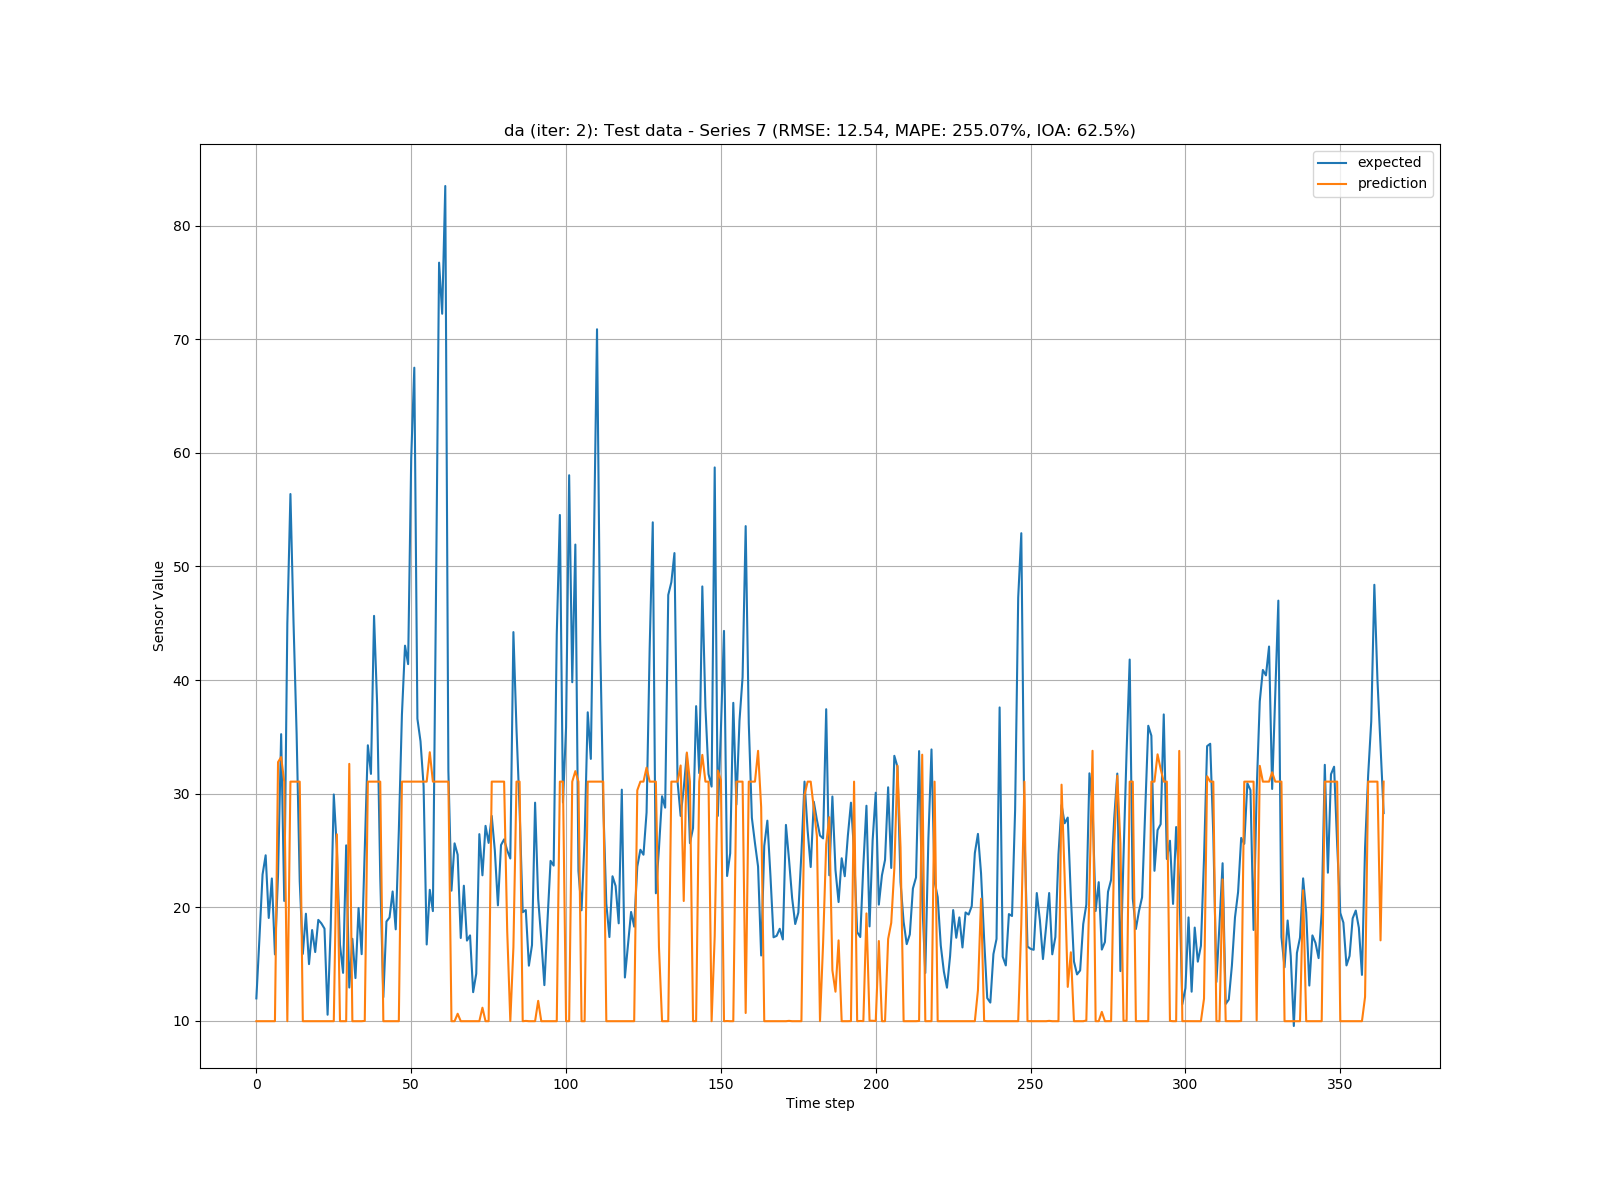 da (iter: 2): Test data - Series 7 (RMSE: 12.54, MAPE: 255.07%, IOA: 62.5%)
expected
prediction
80
70
60
50
40
30
20
10
Sensor Value
0 50 100 150 200 250 300 350
Time step